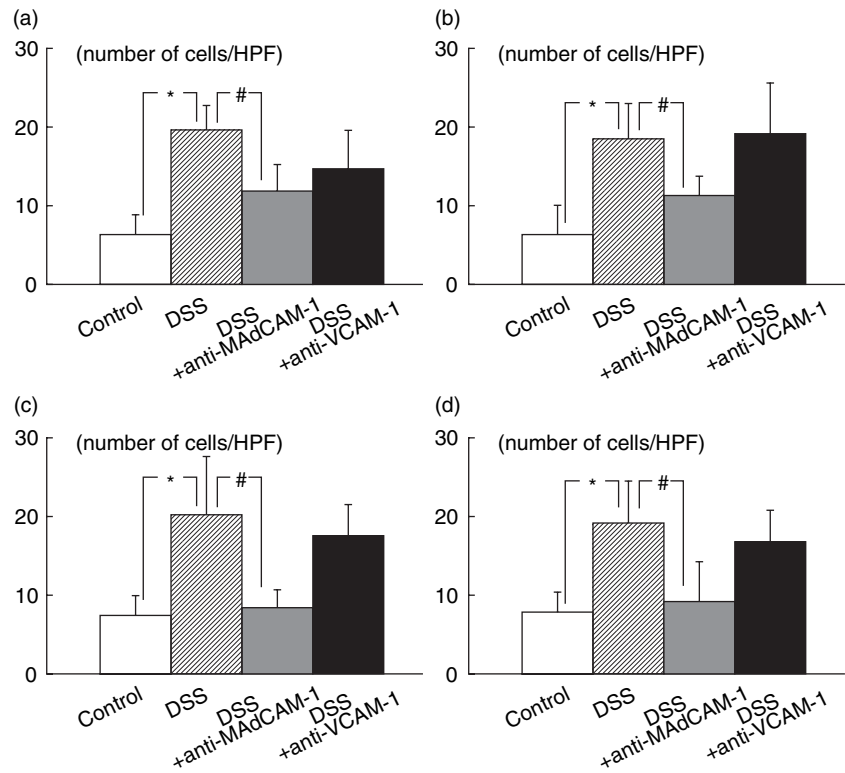 (a)
(number of cells/HPF)
30
20
10
0
* #
Control
DSS
DSS
+anti-MAdCAM-1
DSS
+anti-VCAM-1
(b)
(number of cells/HPF)
30
20
10
0
* #
Control
DSS
DSS
+anti-MAdCAM-1
DSS
+anti-VCAM-1
(c)
(number of cells/HPF)
30
20
10
0
* #
Control
DSS
DSS
+anti-MAdCAM-1
DSS
+anti-VCAM-1
(d)
(number of cells/HPF)
30
20
10
0
* #
Control
DSS
DSS
+anti-MAdCAM-1
DSS
+anti-VCAM-1